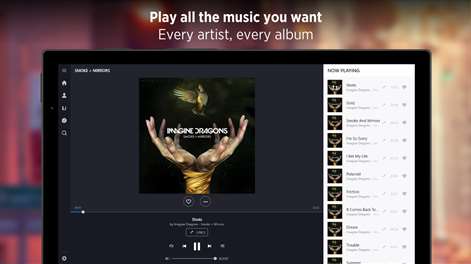 Play all the music you want
Every artist, every album
SMOKE + MIRRORS
NOW PLAYING
IMAGINE DRAGONS
SMOKE + MIRRORS
Shots
by Imagine Dragons - Smoke + Mirrors
LYRICS
Shots
Imagine Dragons
Gold
Imagine Dragons
Smoke And Mirrors
Imagine Dragons
I'm So Sorry
Imagine Dragons
I Bet My Life
Imagine Dragons
Polaroid
Imagine Dragons
Friction
Imagine Dragons
It Comes Back To
Imagine Dragons
Dream
Imagine Dragons
Trouble
Imagine Dragons
Summer